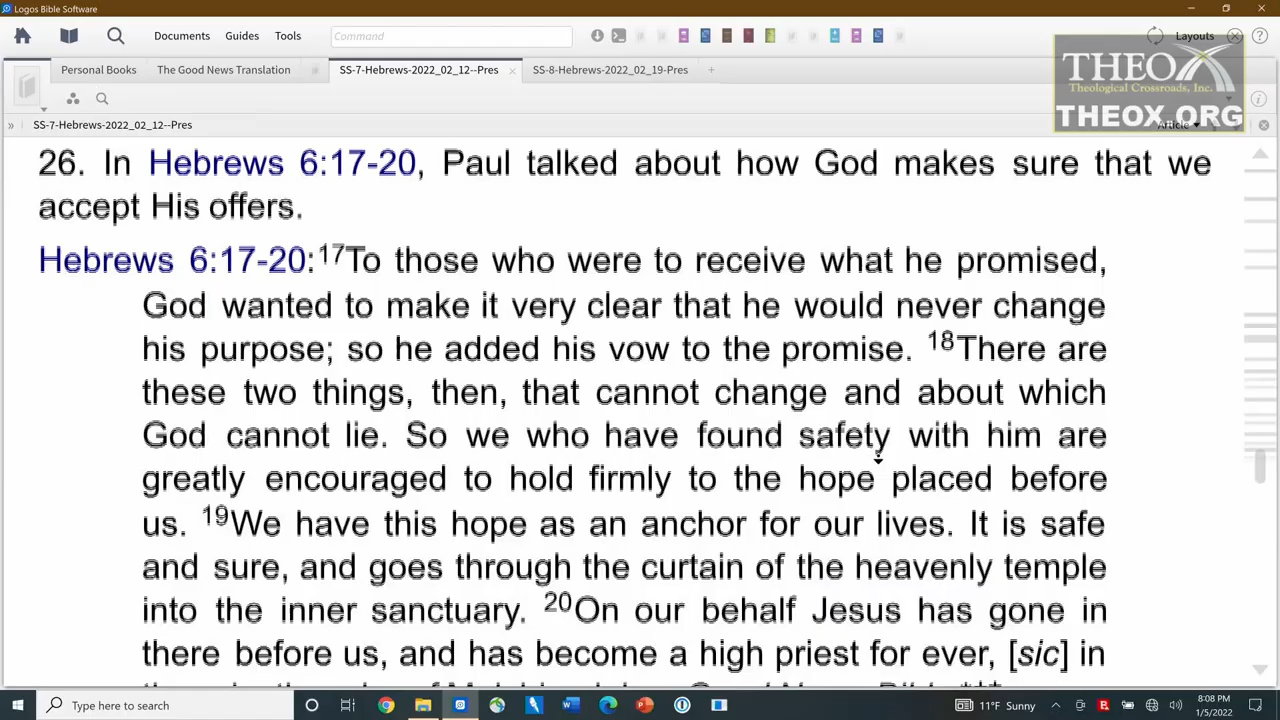 Logos Bible Software
Documents Guides Tools Command Layouts
Personal Books The Good News Translation SS-7-Hebrews-2022_02_12--Pres SS-8-Hebrews-2022_02_19-Pres
THEOX
Theological Crossroads, Inc.
THEOX.ORG
SS-7-Hebrews-2022_02_12--Pres Article
26. In Hebrews 6:17-20, Paul talked about how God makes sure that we
accept His offers.
Hebrews 6:17-20:17To those who were to receive what he promised,
God wanted to make it very clear that he would never change
his purpose; so he added his vow to the promise. 18There are
these two things, then, that cannot change and about which
God cannot lie. So we who have found safety with him are
greatly encouraged to hold firmly to the hope placed before
us. 19We have this hope as an anchor for our lives. It is safe
and sure, and goes through the curtain of the heavenly temple
into the inner sanctuary. 20On our behalf Jesus has gone in
there before us, and has become a high priest for ever, [sic] in
Type here to search
11°F Sunny
8:08 PM
1/5/2022